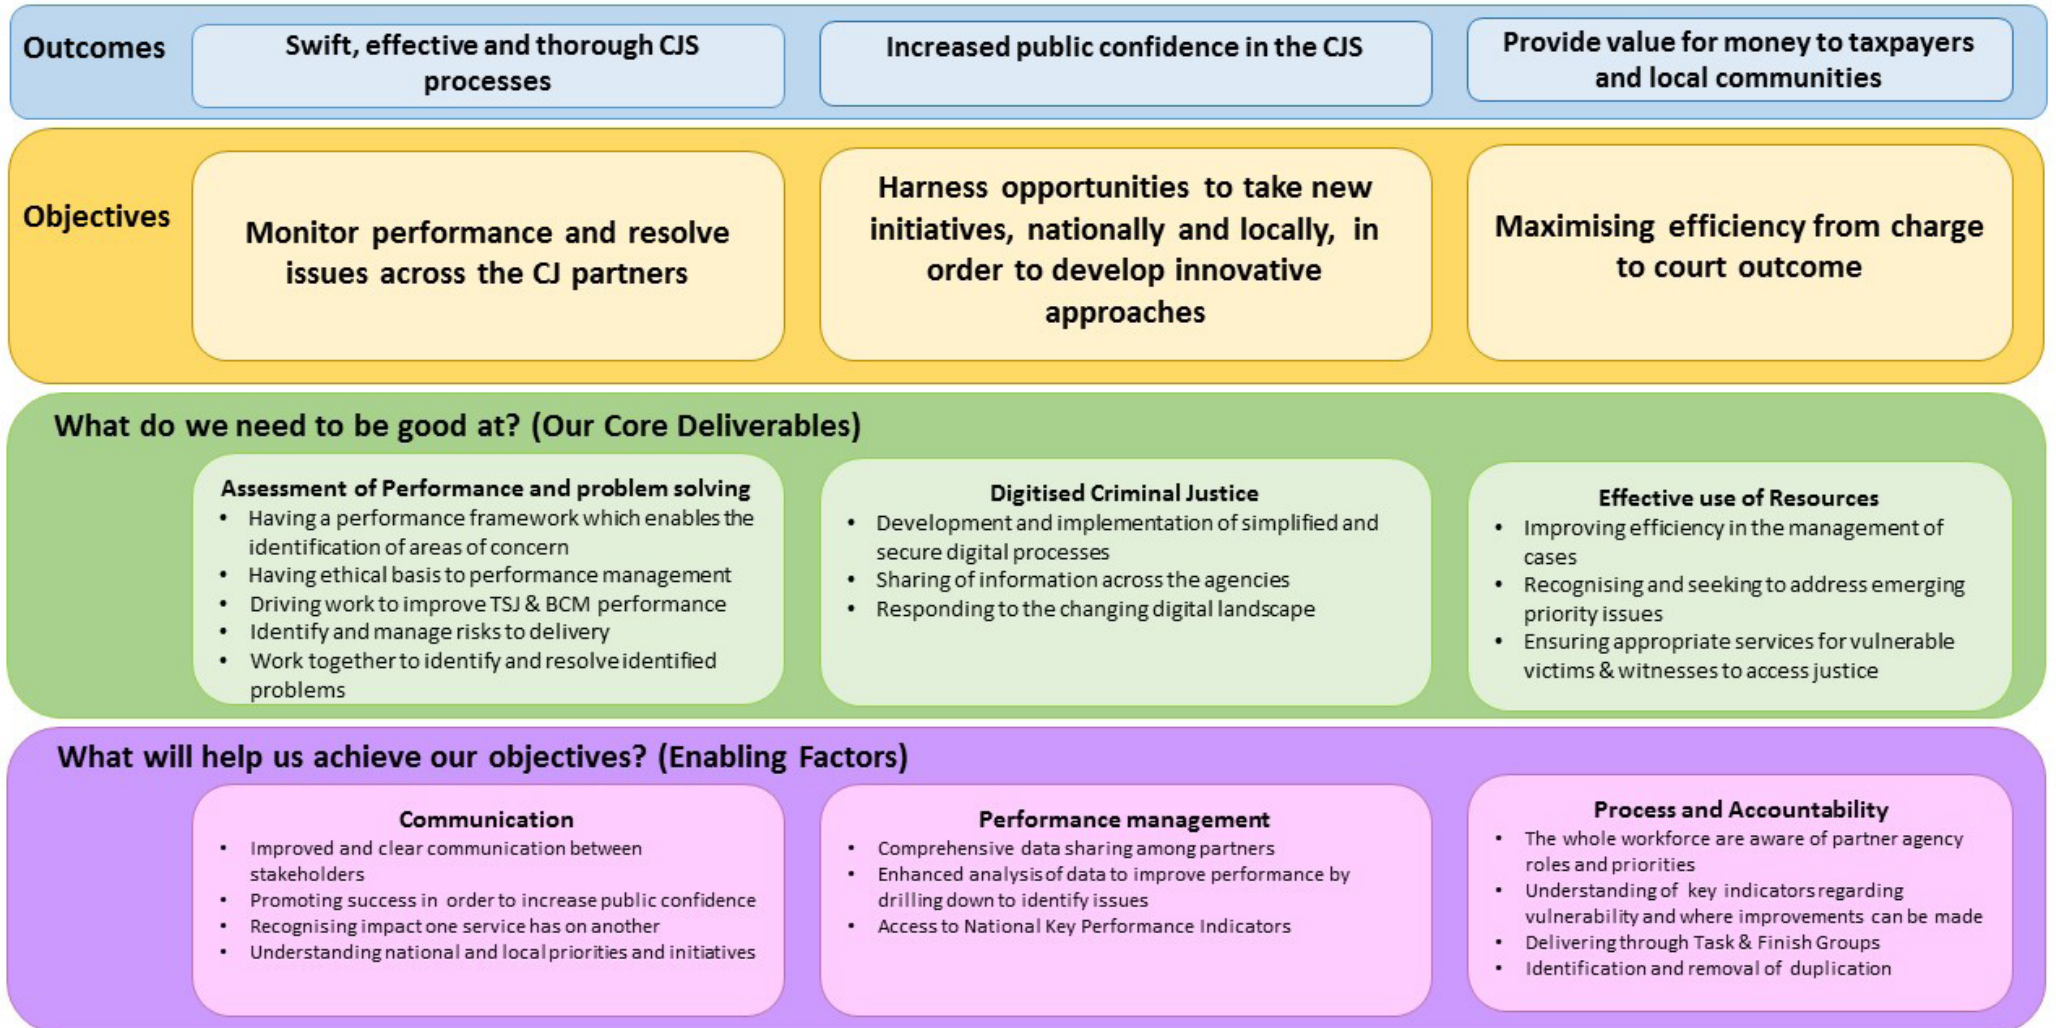 Outcomes
Swift, effective and thorough CJS
processes
Increased public confidence in the CJS
Provide value for money to taxpayers
and local communities
Objectives
Monitor performance and resolve
issues across the CJ partners
Harness opportunities to take new
initiatives, nationally and locally, in
order to develop innovative
approaches
Maximising efficiency from charge
to court outcome
What do we need to be good at? (Our Core Deliverables)
Assessment of Performance and problem solving
• Having a performance framework which enables the
identification of areas of concern
• Having ethical basis to performance management
• Driving work to improve TSJ & BCM performance
• Identify and manage risks to delivery
• Work together to identify and resolve identified
problems
Digitised Criminal Justice
• Development and implementation of simplified and
secure digital processes
• Sharing of information across the agencies
• Responding to the changing digital landscape
Effective use of Resources
• Improving efficiency in the management of
cases
• Recognising and seeking to address emerging
priority issues
• Ensuring appropriate services for vulnerable
victims & witnesses to access justice
What will help us achieve our objectives? (Enabling Factors)
Communication
• Improved and clear communication between
stakeholders
• Promoting success in order to increase public confidence
• Recognising impact one service has on another
• Understanding national and local priorities and initiatives
Performance management
• Comprehensive data sharing among partners
• Enhanced analysis of data to improve performance by
drilling down to identify issues
• Access to National Key Performance Indicators
Process and Accountability
• The whole workforce are aware of partner agency
roles and priorities
• Understanding of key indicators regarding
vulnerability and where improvements can be made
• Delivering through Task & Finish Groups
• Identification and removal of duplication